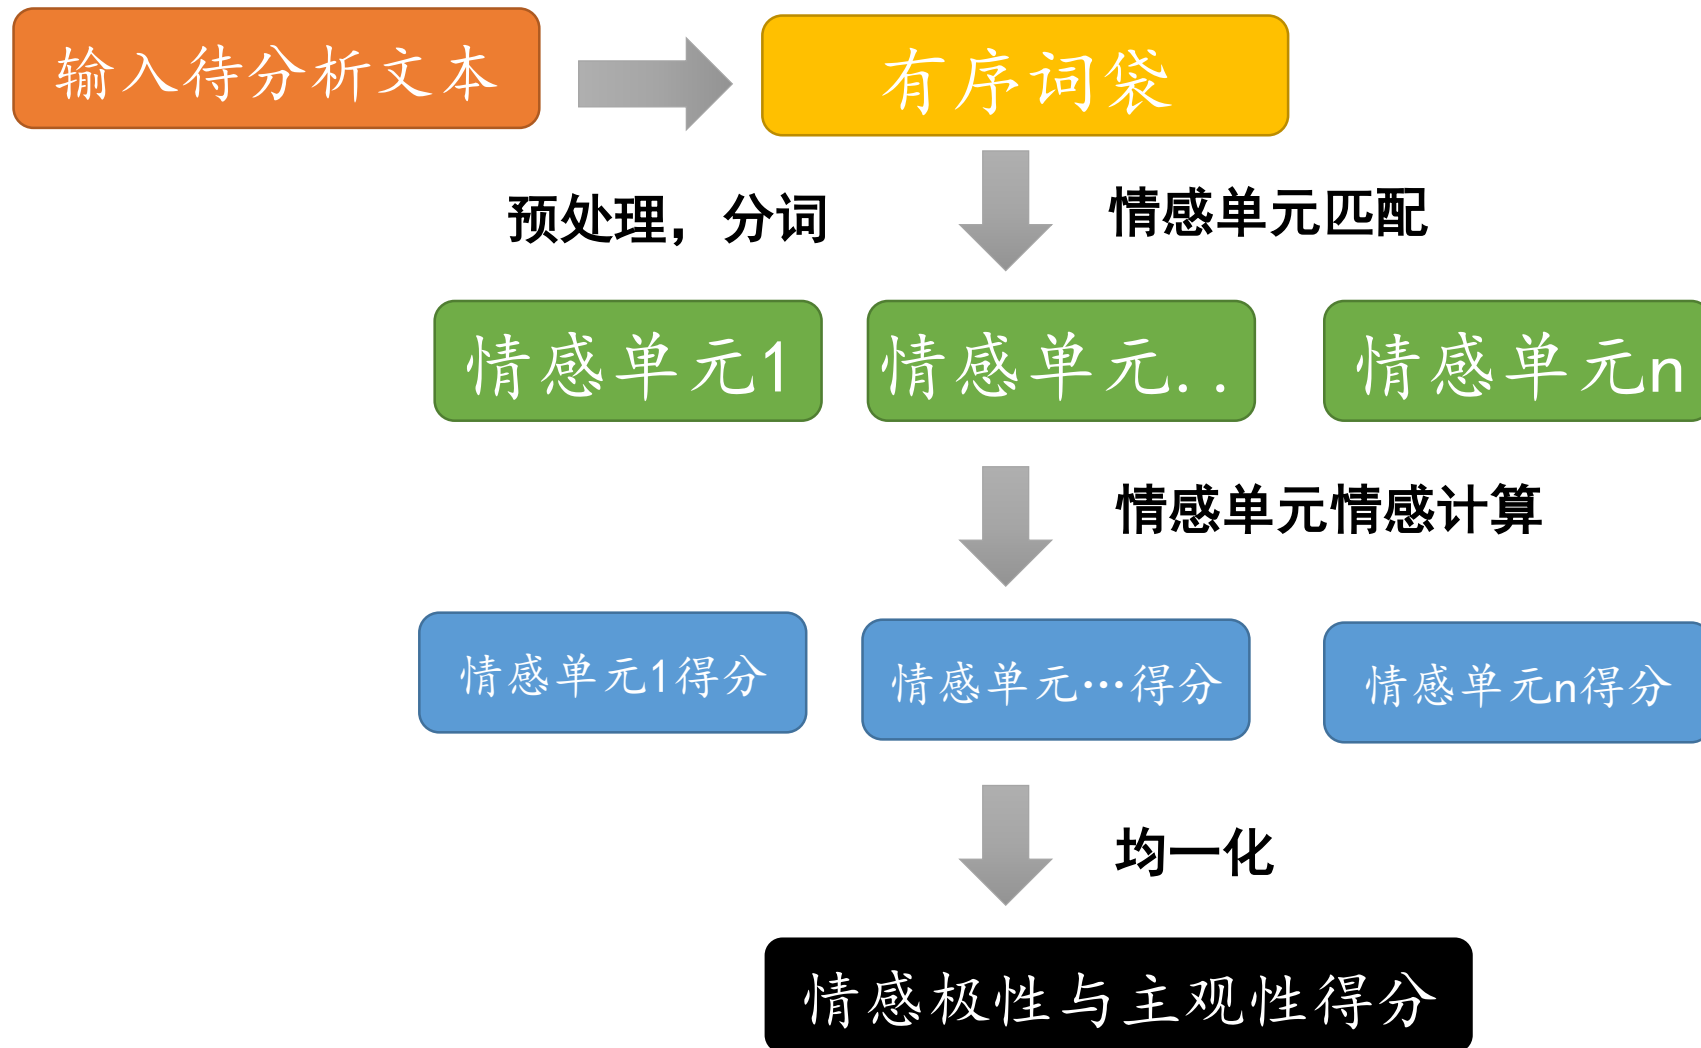 输入待分析文本
有序词袋
预处理，分词
情感单元匹配
情感单元1
情感单元..
情感单元n
情感单元情感计算
情感单元1得分
情感单元…得分
情感单元n得分
均一化
情感极性与主观性得分